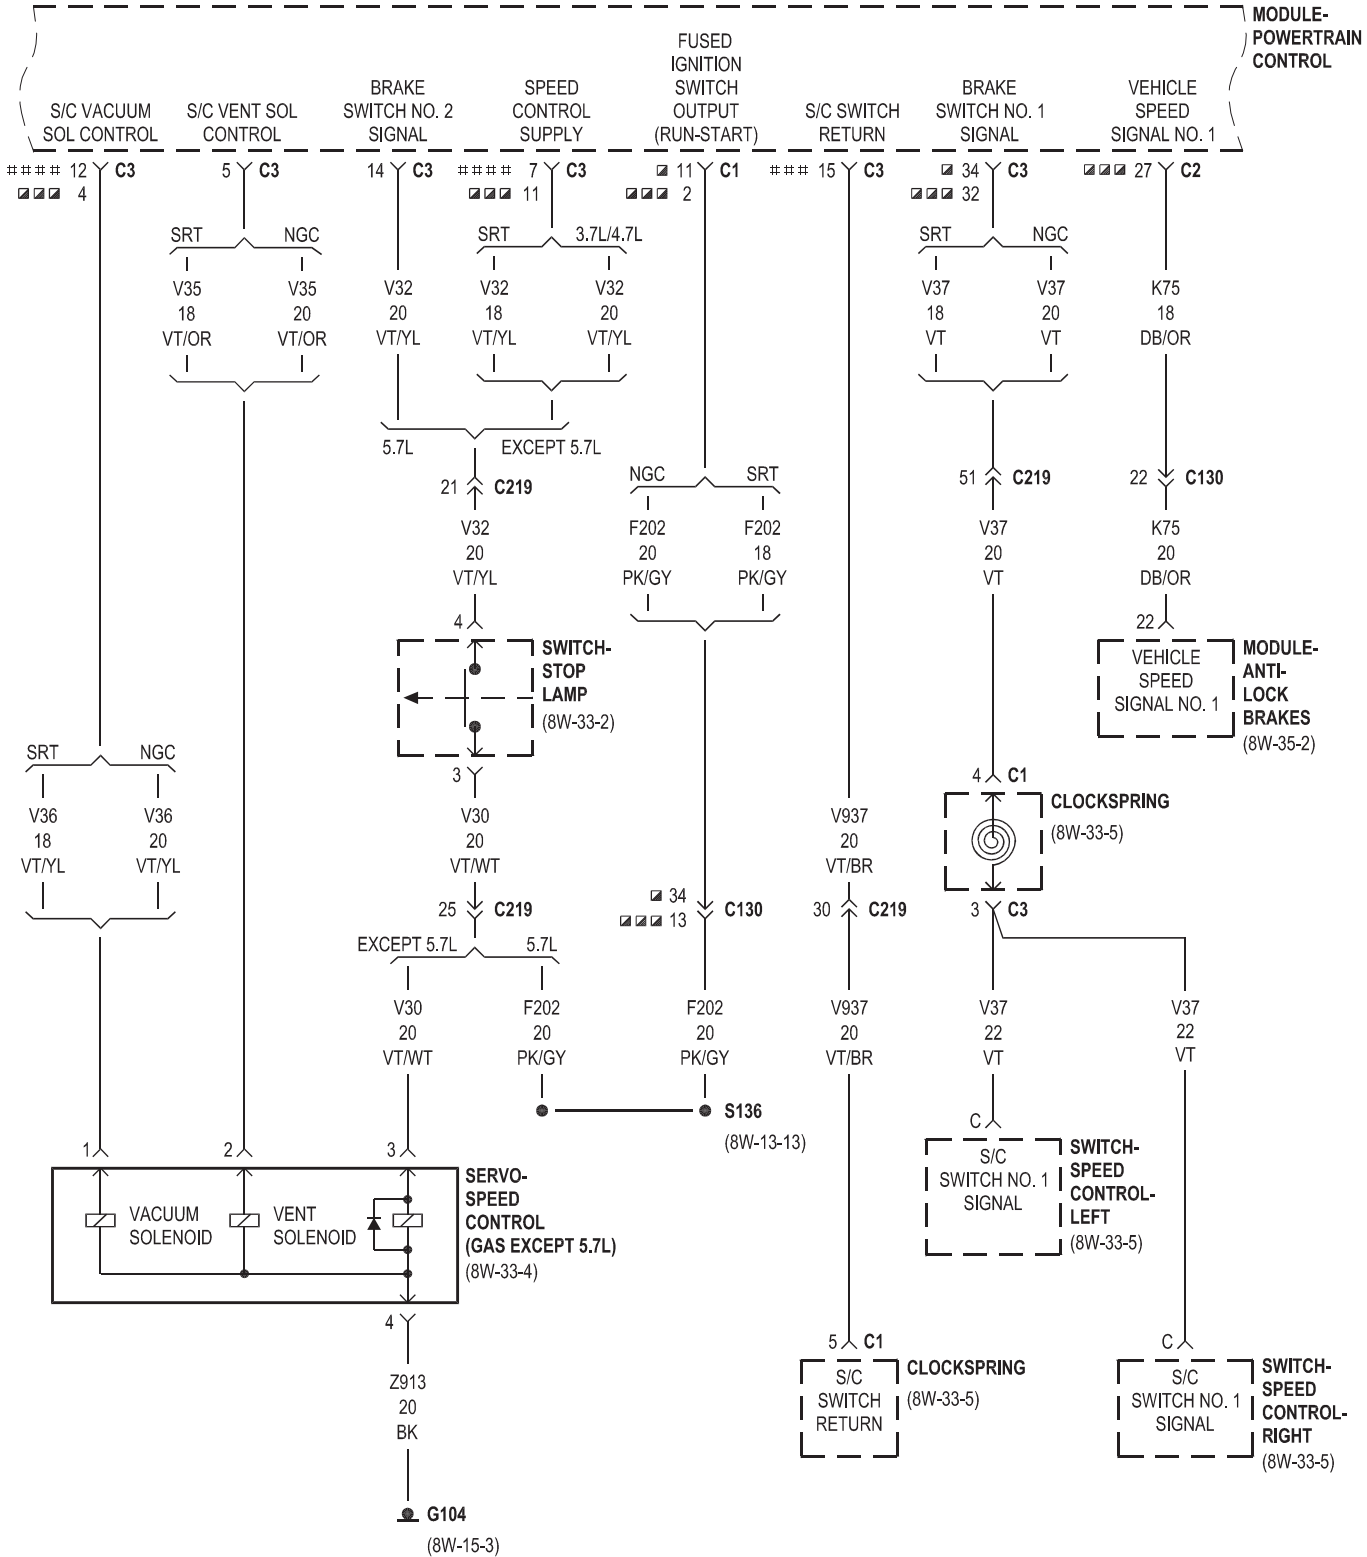 MODULE-
POWERTRAIN
CONTROL
S/C VACUUM
SOL CONTROL
S/C VENT SOL
CONTROL
BRAKE
SWITCH NO. 2
SIGNAL
SPEED
CONTROL
SUPPLY
FUSED
IGNITION
SWITCH
OUTPUT
(RUN-START)
S/C SWITCH
RETURN
BRAKE
SWITCH NO. 1
SIGNAL
VEHICLE
SPEED
SIGNAL NO. 1
#### 12 C3
4
5 C3
14 C3
#### 7 C3
11
11 C1
2
### 15 C3
34 C3
32
27 C2
SRT NGC
V35
18
VT/OR
V35
20
VT/OR
V32
20
VT/YL
SRT 3.7L/4.7L
V32
18
VT/YL
V32
20
VT/YL
SRT NGC
V37
18
VT
V37
20
VT
K75
18
DB/OR
5.7L EXCEPT 5.7L
21 C219
V32
20
VT/YL
NGC SRT
F202
20
PK/GY
F202
18
PK/GY
51 C219
V37
20
VT
22 C130
K75
20
DB/OR
22
VEHICLE
SPEED
SIGNAL NO. 1
MODULE-
ANTI-
LOCK
BRAKES
(8W-35-2)
4
SWITCH-
STOP
LAMP
(8W-33-2)
3
V30
20
VT/WT
25 C219
EXCEPT 5.7L 5.7L
V30
20
VT/WT
F202
20
PK/GY
SRT NGC
V36
18
VT/YL
V36
20
VT/YL
34
13 C130
F202
20
PK/GY
S136
(8W-13-13)
V937
20
VT/BR
30 C219
V937
20
VT/BR
4 C1
CLOCKSPRING
(8W-33-5)
3 C3
V37
22
VT
V37
22
VT
C
S/C
SWITCH NO. 1
SIGNAL
SWITCH-
SPEED
CONTROL-
LEFT
(8W-33-5)
1
2
3
VACUUM
SOLENOID
VENT
SOLENOID
SERVO-
SPEED
CONTROL
(GAS EXCEPT 5.7L)
(8W-33-4)
4
Z913
20
BK
G104
(8W-15-3)
5 C1
S/C
SWITCH
RETURN
CLOCKSPRING
(8W-33-5)
C
S/C
SWITCH NO. 1
SIGNAL
SWITCH-
SPEED
CONTROL-
RIGHT
(8W-33-5)